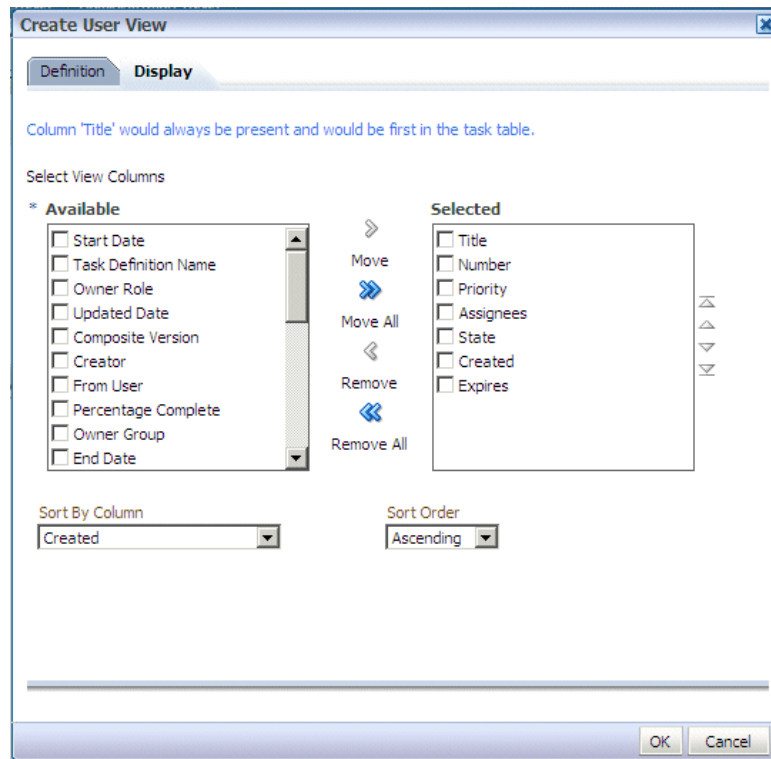 Create User View
Definition Display
Column 'Title' would always be present and would be first in the task table.
Select View Columns
* Available
Start Date
Task Definition Name
Owner Role
Updated Date
Composite Version
Creator
From User
Percentage Complete
Owner Group
End Date
Move
Move All
Remove
Remove All
Selected
Title
Number
Priority
Assignees
State
Created
Expires
Sort By Column
Created
Sort Order
Ascending
OK Cancel